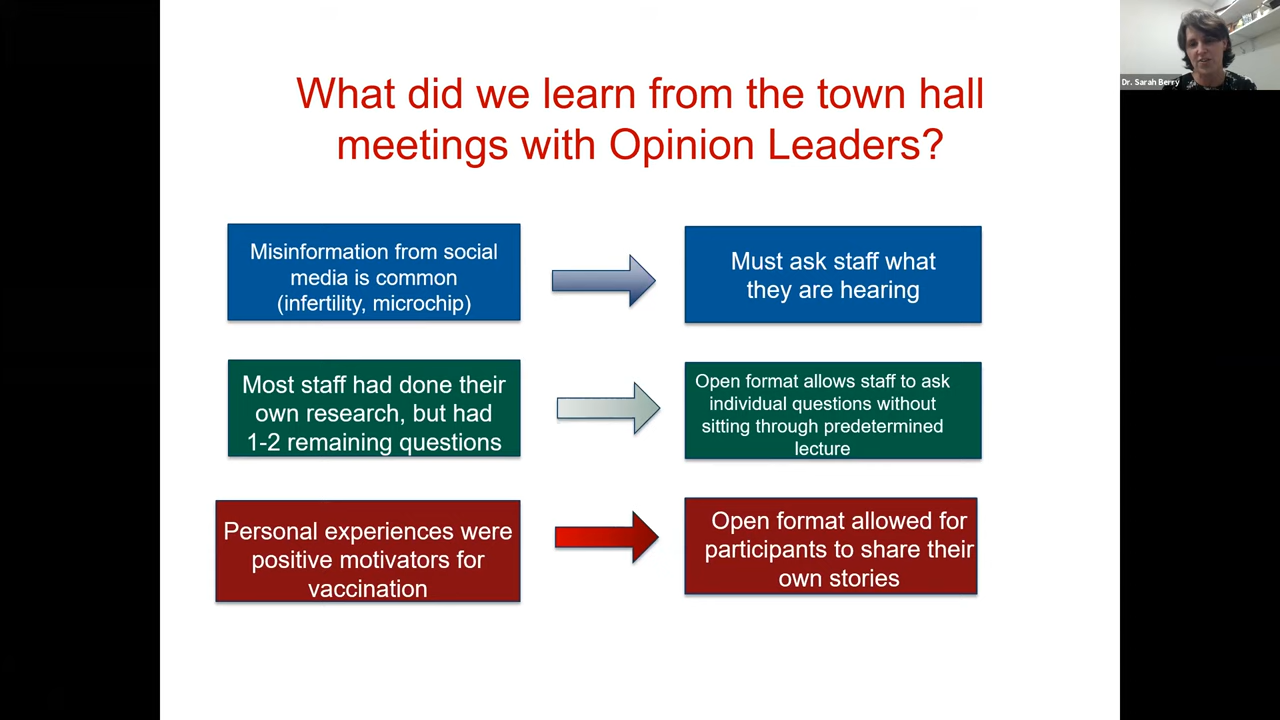 What did we learn from the town hall
meetings with Opinion Leaders?
Misinformation from social
media is common
(infertility, microchip)
Must ask staff what
they are hearing
Most staff had done their
own research, but had
1-2 remaining questions
Open format allows staff to ask
individual questions without
sitting through predetermined
lecture
Personal experiences were
positive motivators for
vaccination
Open format allowed for
participants to share their
own stories
Dr. Sarah Berry